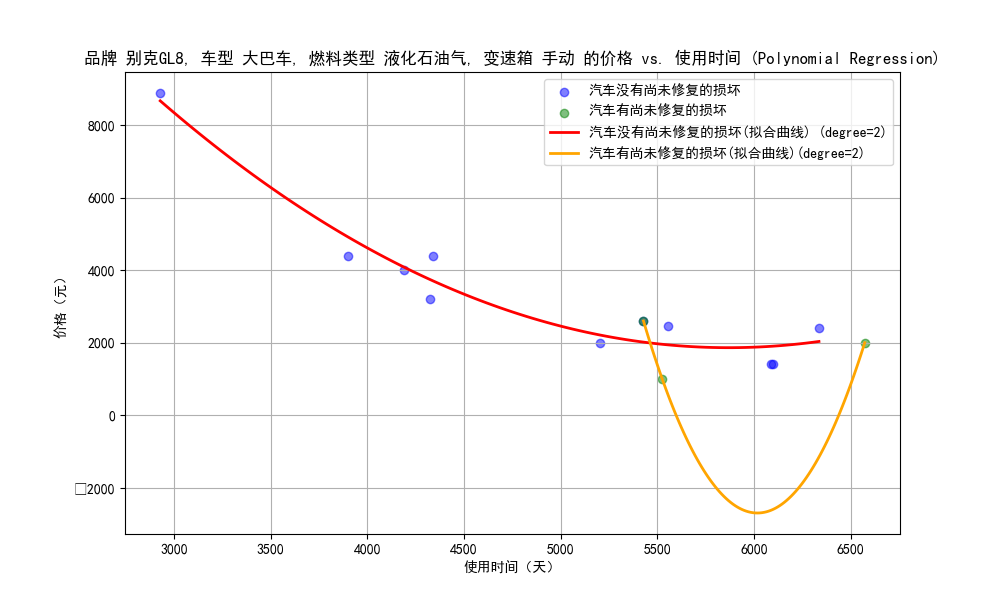 品牌 别克GL8, 车型 大巴车, 燃料类型 液化石油气, 变速箱 手动 的价格 vs. 使用时间 (Polynomial Regression)
汽车没有尚未修复的损坏
汽车有尚未修复的损坏
汽车没有尚未修复的损坏(拟合曲线) (degree=2)
汽车有尚未修复的损坏(拟合曲线)(degree=2)
价格（元）
8000
6000
4000
2000
0
□2000
3000 3500 4000 4500 5000 5500 6000 6500
使用时间（天）